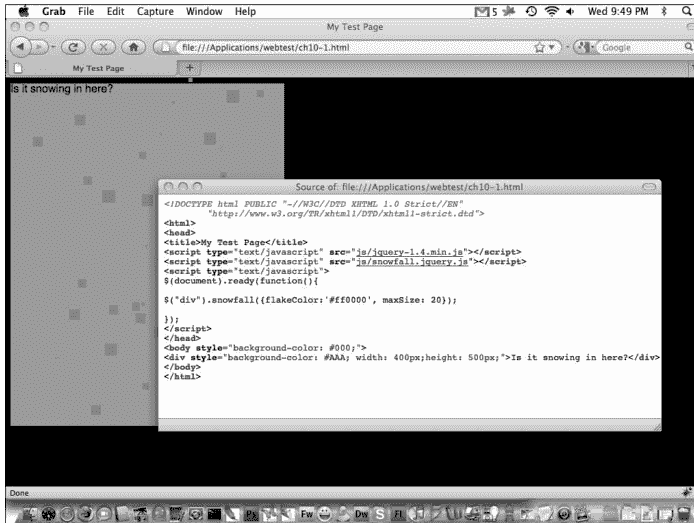 Grab File Edit Capture Window Help 5 Wed 9:49 PM
My Test Page
file:///Applications/webtest/ch10-1.html Google
My Test Page
Is it snowing in here?
Source of: file:///Applications/webtest/ch10-1.html
<!DOCTYPE html PUBLIC "-//W3C//DTD XHTML 1.0 Strict//EN"
"http://www.w3.org/TR/xhtml1/DTD/xhtml1-strict.dtd">
<html>
<head>
<title>My Test Page</title>
<script type="text/javascript" src="js/jquery-1.4.min.js"></script>
<script type="text/javascript" src="js/snowfall.jquery.js"></script>
<script type="text/javascript">
$(document).ready(function(){
$("div").snowfall({flakeColor:'#ff0000', maxSize: 20});
});
</script>
</head>
<body style="background-color: #000;">
<div style="background-color: #AAA; width: 400px;height: 500px;">Is it snowing in here?</div>
</body>
</html>
Done
Fw Dw S Fl